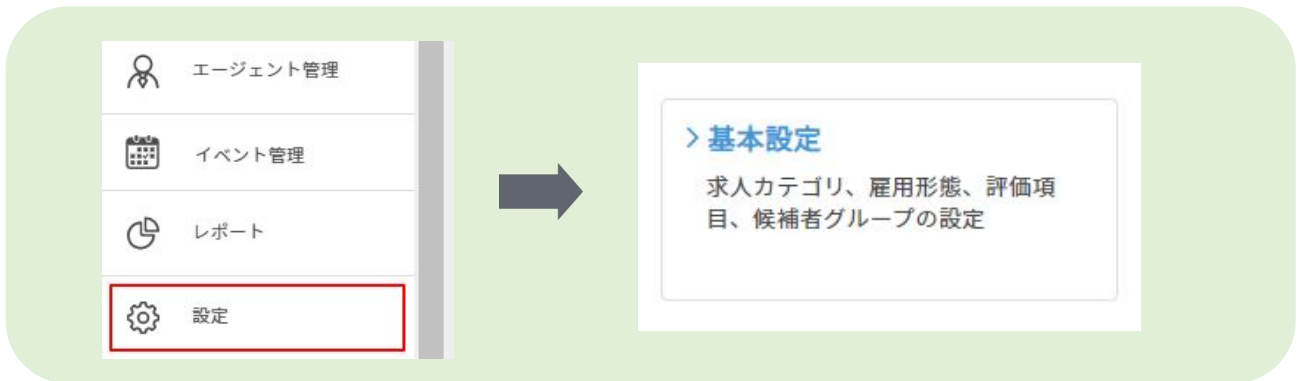 エージェント管理
イベント管理
レポート
設定
基本設定
求人カテゴリ、雇用形態、評価項
目、候補者グループの設定